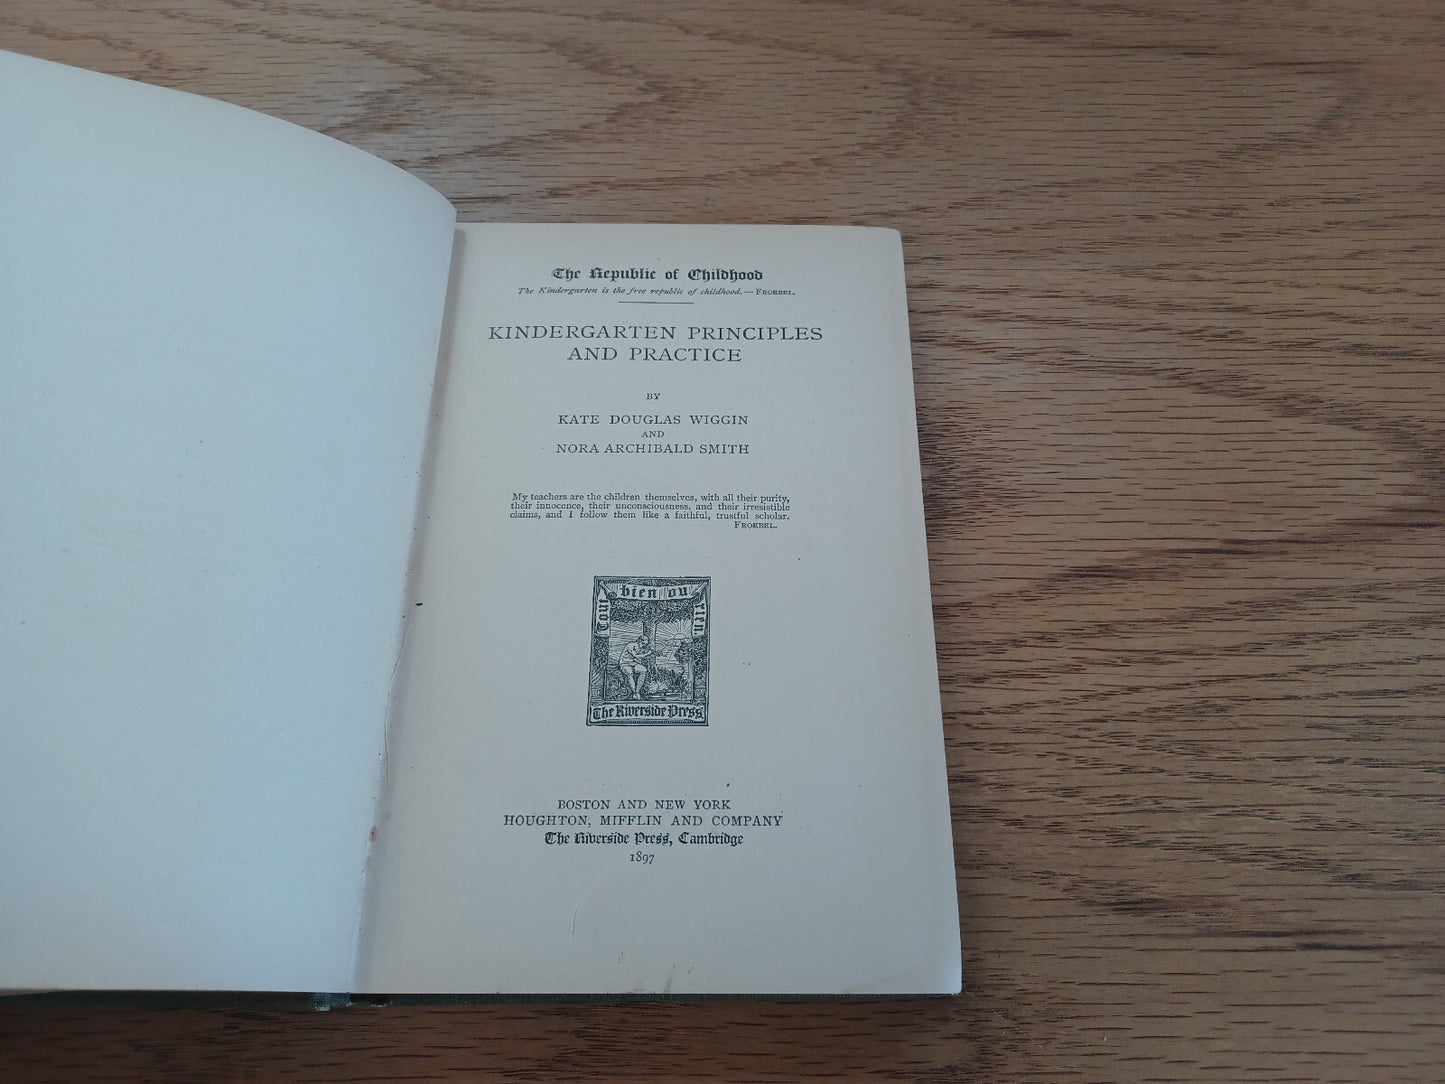 The Republic of Childhood
The Kindergarten is the free republic of childhood.—FROEBEL.
KINDERGARTEN PRINCIPLES
AND PRACTICE
BY
KATE DOUGLAS WIGGIN
AND
NORA ARCHIBALD SMITH
My teachers are the children themselves, with all their purity,
their innocence, their unconsciousness, and their irresistible
claims, and I follow them like a faithful, trustful scholar.
FROEBEL.
Tout bien ou rien.
The Riverside Press
BOSTON AND NEW YORK
HOUGHTON, MIFFLIN AND COMPANY
The Riverside Press, Cambridge
1897